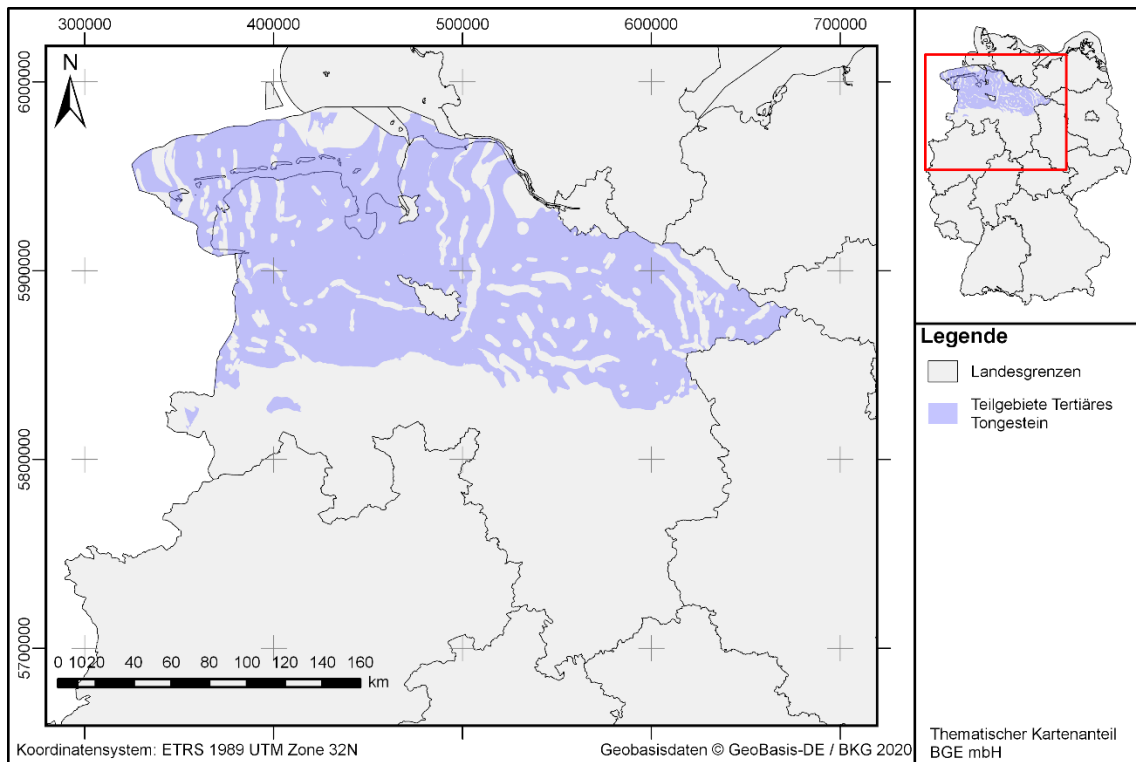 300000 400000 500000 600000 700000
N
6000000
5900000
5800000
5700000
0 10 20 40 60 80 100 120 140 160
km
Koordinatensystem: ETRS 1989 UTM Zone 32N
Geobasisdaten © GeoBasis-DE / BKG 2020
Legende
Landesgrenzen
Teilgebiete Tertiäres
Tongestein
Thematischer Kartenanteil
BGE mbH